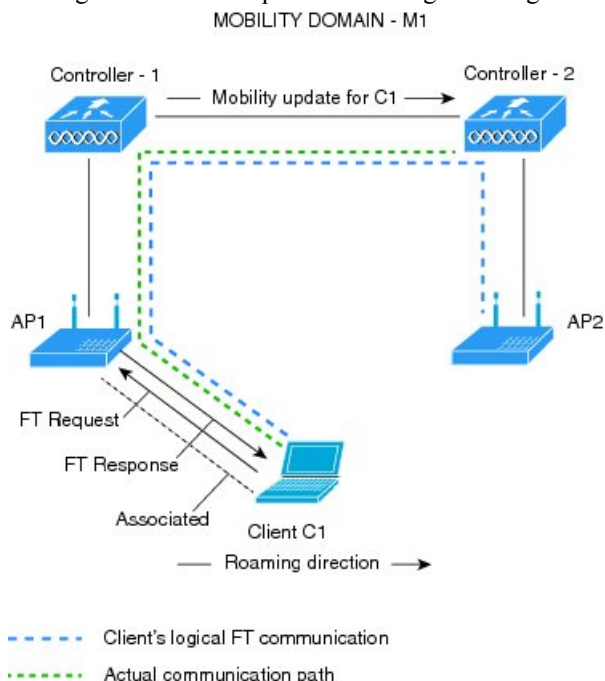 MOBILITY DOMAIN - M1
Controller - 1
Controller - 2
Mobility update for C1
AP1
AP2
FT Request
FT Response
Associated
Client C1
Roaming direction
Client's logical FT communication
Actual communication path